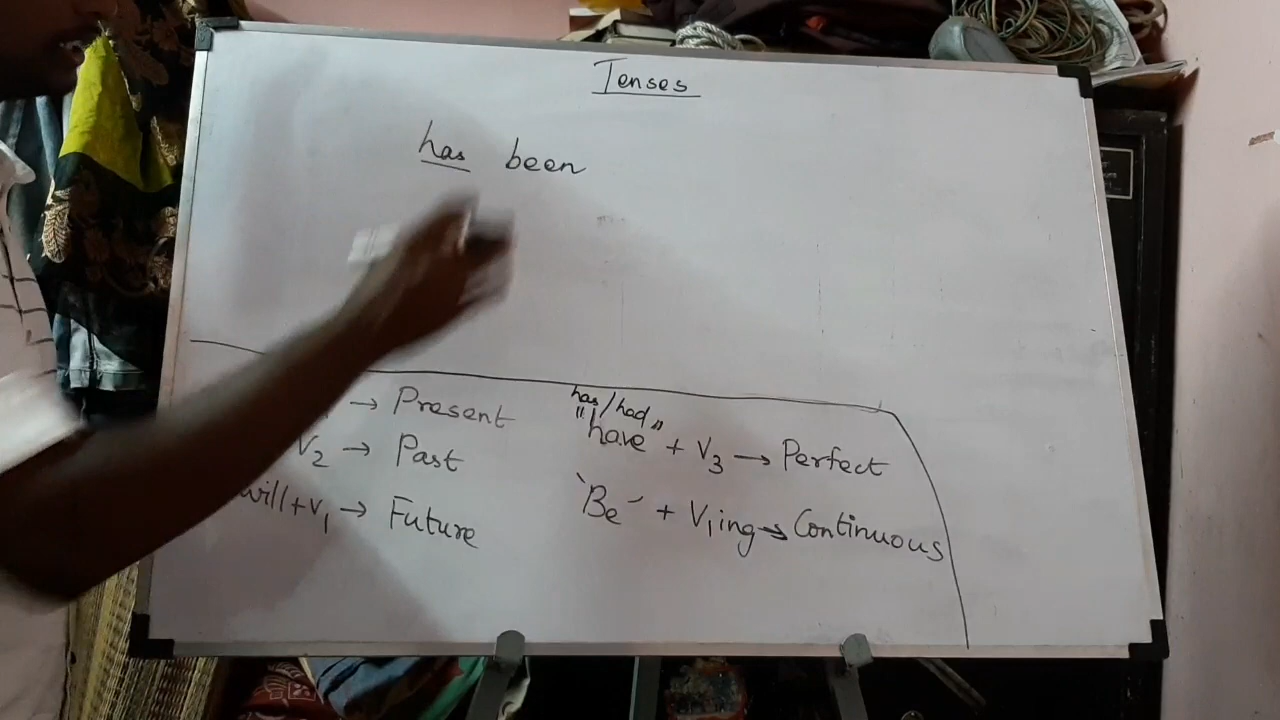 Tenses
has been
→ Present
V2 → Past
will+V1 → Future
has/had
"have" + V3 → Perfect
'Be' + V1ing → Continuous